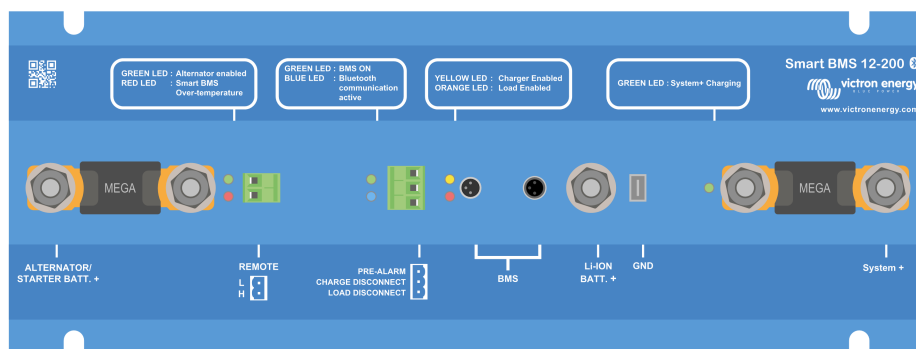 Smart BMS 12-200
victron energy
BLUE POWER
www.victronenergy.com
GREEN LED : Alternator enabled
RED LED : Smart BMS
Over-temperature
GREEN LED : BMS ON
BLUE LED : Bluetooth
communication
active
YELLOW LED : Charger Enabled
ORANGE LED : Load Enabled
GREEN LED : System+ Charging
MEGA
MEGA
ALTERNATOR/
STARTER BATT. +
REMOTE
L
H
PRE-ALARM
CHARGE DISCONNECT
LOAD DISCONNECT
BMS
Li-ION
BATT. +
GND
System +